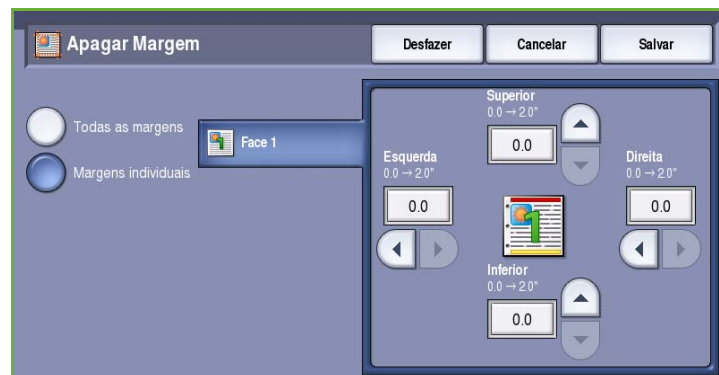 Apagar Margem
Desfazer
Cancelar
Salvar
Todas as margens
Margens individuais
Face 1
Superior
0.0 → 2.0"
0.0
Esquerda
0.0 → 2.0"
0.0
Direita
0.0 → 2.0"
0.0
1
Inferior
0.0 → 2.0"
0.0